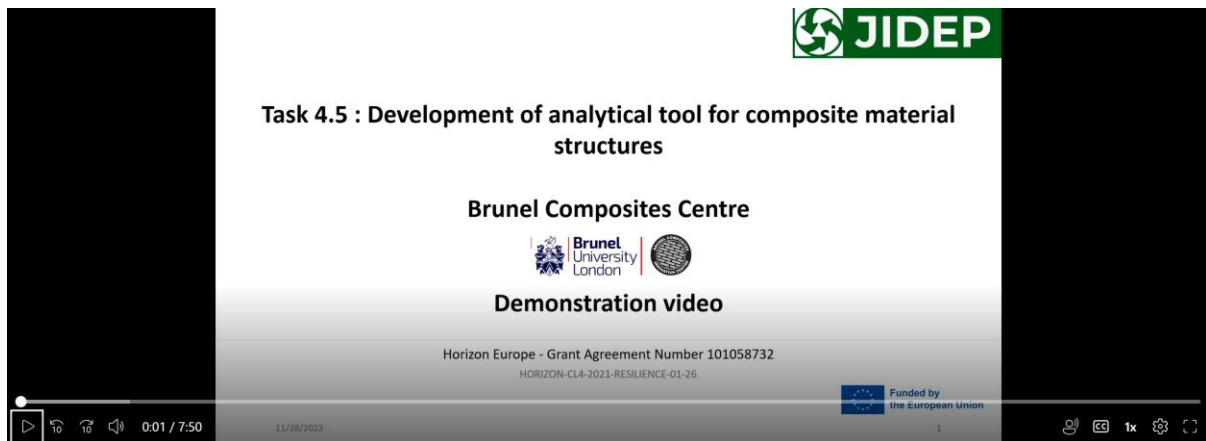 JIDEP
Task 4.5 : Development of analytical tool for composite material
structures
Brunel Composites Centre
Brunel
University
London
Demonstration video
Horizon Europe - Grant Agreement Number 101058732
HORIZON-CL4-2021-RESILIENCE-01-26
Funded by
the European Union
10
10
0:01 / 7:50
11/28/2023
1
CC
1x